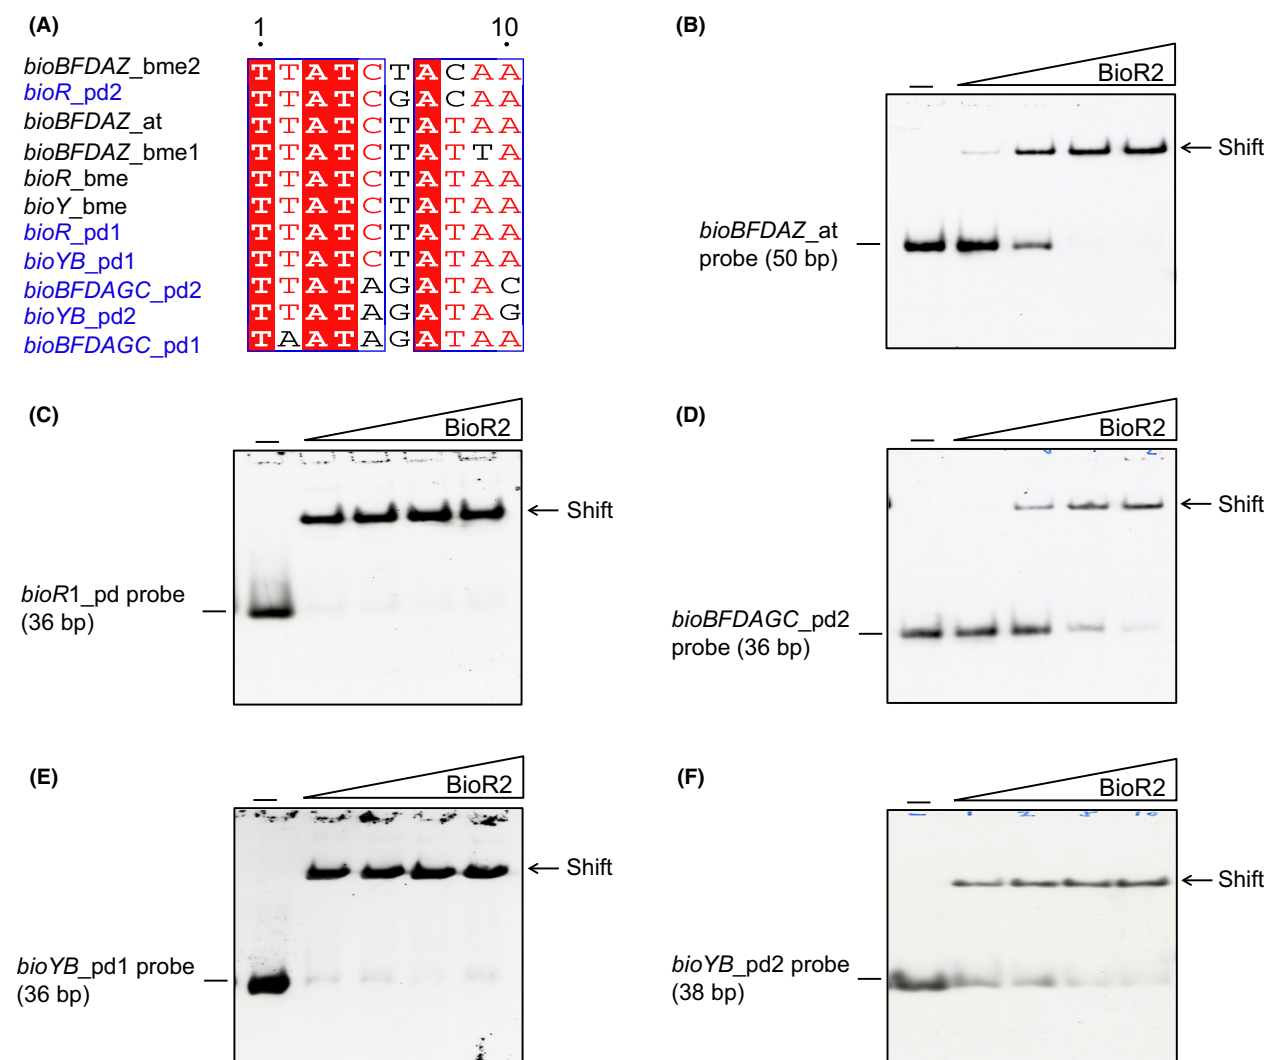 (A)
1 10
bioBFDAZ_bme2 TTATCTACAA
bioR_pd2 TTATCGACAA
bioBFDAZ_at TTATCTATAA
bioBFDAZ_bme1 TTATCTATTA
bioR_bme TTATCTATAA
bioY_bme TTATCTATAA
bioR_pd1 TTATCTATAA
bioYB_pd1 TTATCTATAA
bioBFDAGC_pd2 TTATAGATAC
bioYB_pd2 TTATAGATAG
bioBFDAGC_pd1 TAATAGATAA
(B)
— BioR2
← Shift
bioBFDAZ_at
probe (50 bp)
(C)
— BioR2
← Shift
bioR1_pd probe
(36 bp)
(D)
— BioR2
← Shift
bioBFDAGC_pd2
probe (36 bp)
(E)
— BioR2
← Shift
bioYB_pd1 probe
(36 bp)
(F)
— BioR2
← Shift
bioYB_pd2 probe
(38 bp)